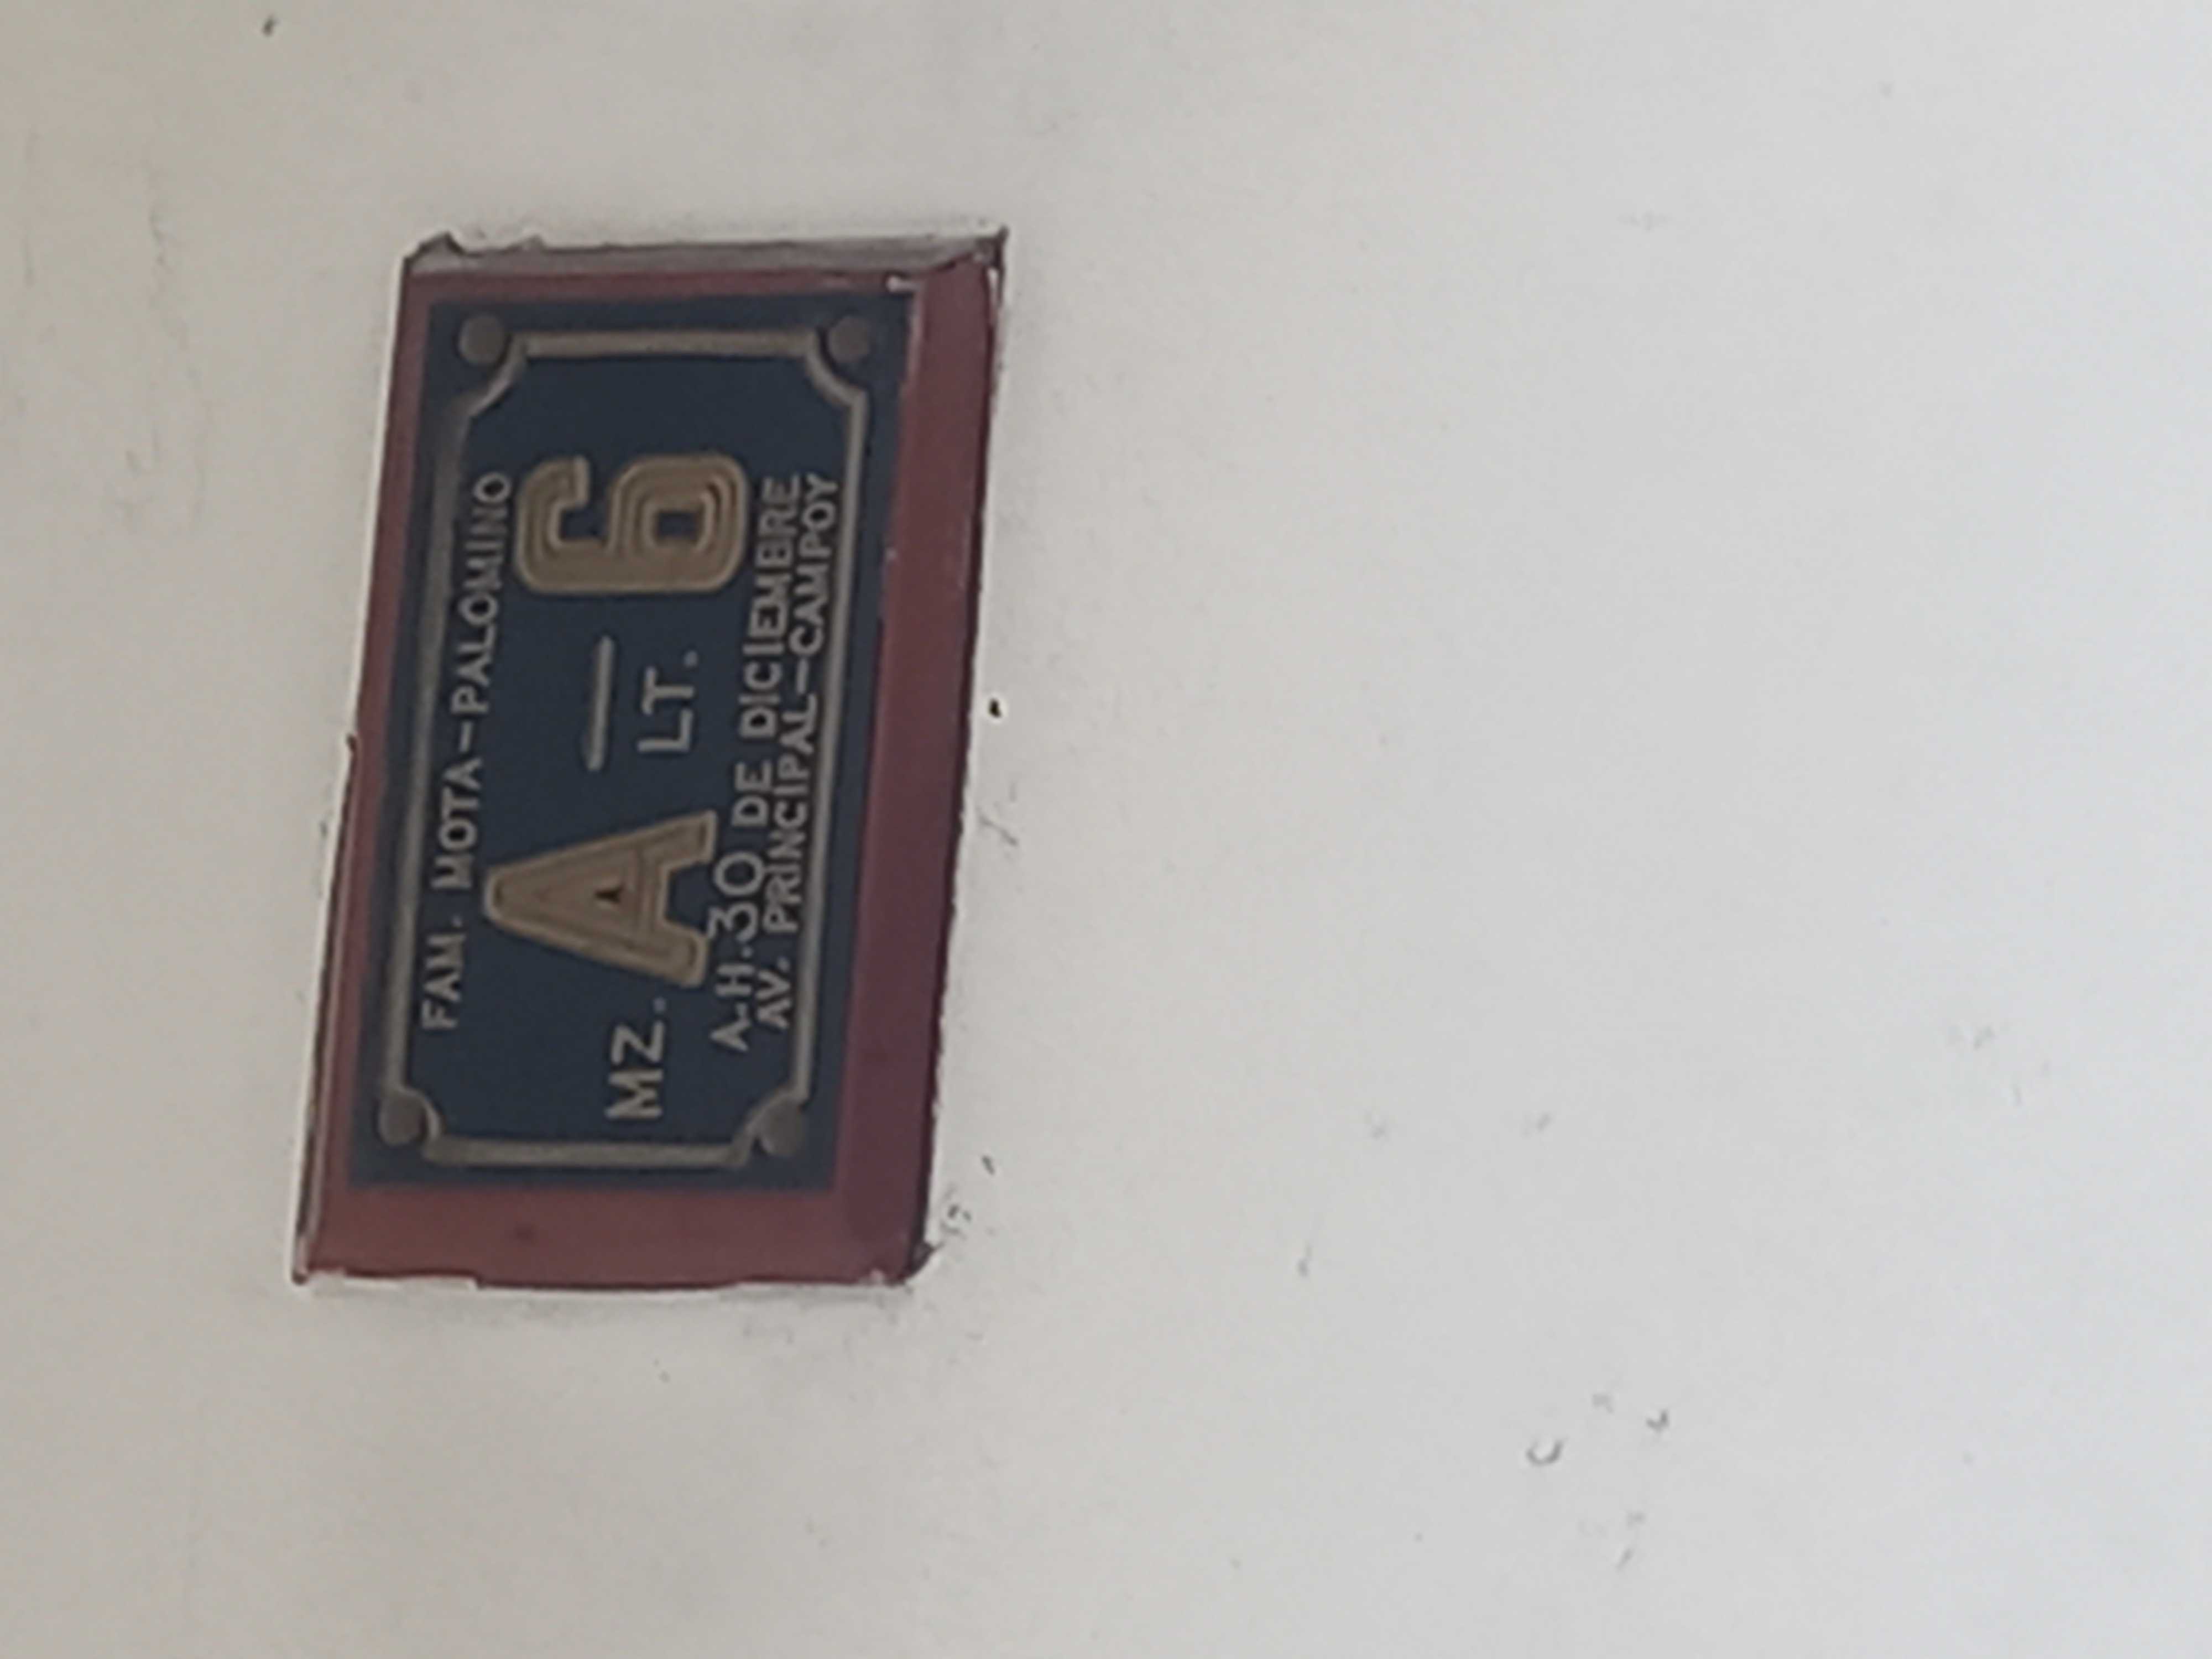 FAM. MOTA-PALOMINO
MZ. A - LT. 6
A.H. 30 DE DICIEMBRE
AV. PRINCIPAL-CAMPOY